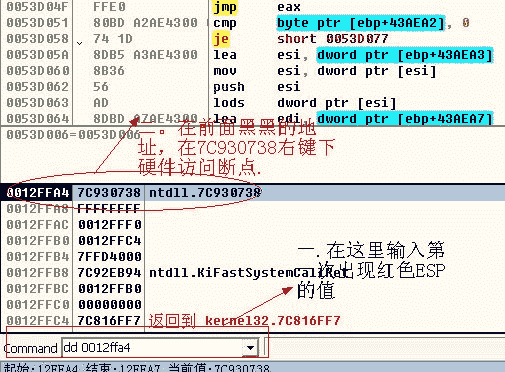 0053D04F FFE0 jmp eax
0053D051 80BD A2AE4300 cmp byte ptr [ebp+43AEA2], 0
0053D058 74 1D je short 0053D077
0053D05A 8DB5 A3AE4300 lea esi, dword ptr [ebp+43AEA3]
0053D060 8B36 mov esi, dword ptr [esi]
0053D062 56 push esi
0053D063 AD lods dword ptr [esi]
0053D064 8DBD A7AE4300 lea edi, dword ptr [ebp+43AEA7]
0053D006=0053D006
二。在前面黑黑的地
址，在7C930738右键下
硬件访问断点.
0012FFA4 7C930738 ntdll.7C930738
0012FFA8 FFFFFFFF
0012FFAC 0012FFF0
0012FFB0 0012FFC4
0012FFB4 7FFD4000
0012FFB8 7C92EB94 ntdll.KiFastSystemCallRet
0012FFBC 0012FFB0
0012FFC0 00000000
0012FFC4 7C816FF7 返回到 kernel32.7C816FF7
一.在这里输入第
一次出现红色ESP
的值
Command dd 0012ffa4
起始:12FFA4 结束:12FFA7 当前值:7C930738